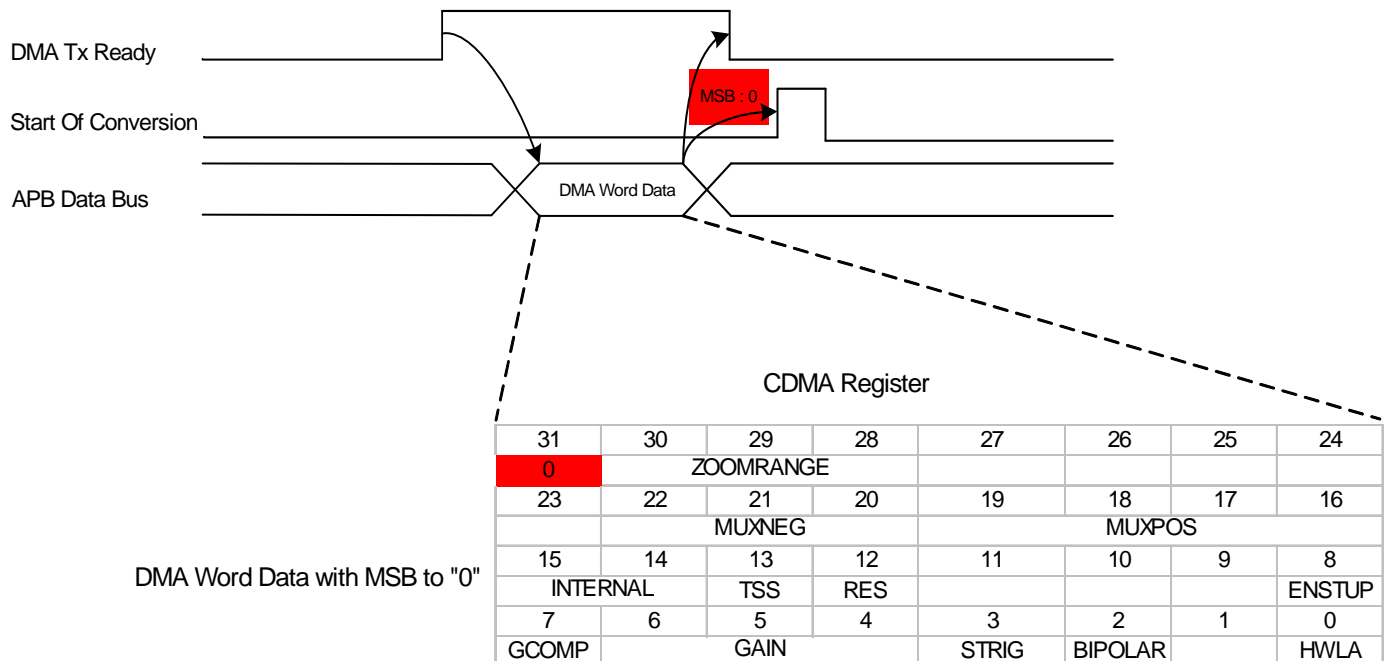 DMA Tx Ready
MSB : 0
Start Of Conversion
DMA Word Data
APB Data Bus
CDMA Register
31 30 29 28 27 26 25 24
0 ZOOMRANGE
23 22 21 20 19 18 17 16
MUXNEG MUXPOS
15 14 13 12 11 10 9 8
DMA Word Data with MSB to "0"
INTERNAL TSS RES ENSTUP
7 6 5 4 3 2 1 0
GCOMP GAIN STRIG BIPOLAR HWLA